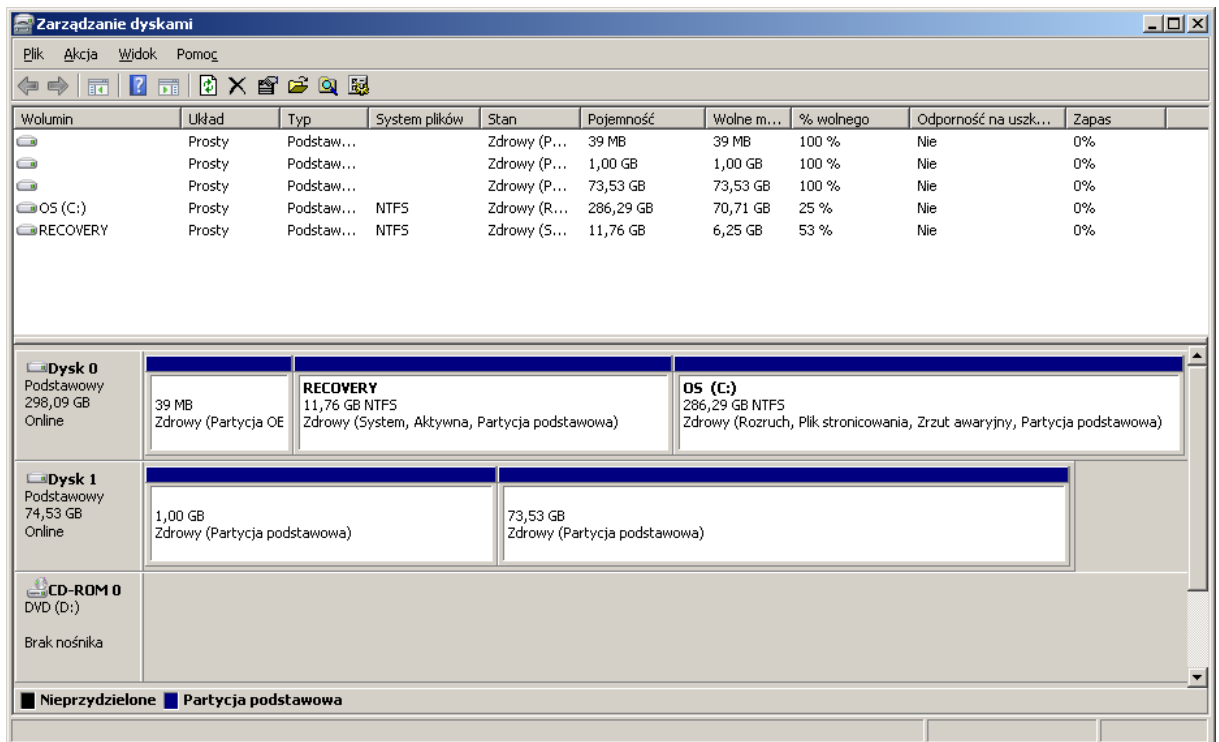 Zarządzanie dyskami
Plik Akcja Widok Pomoc
Wolumin Układ Typ System plików Stan Pojemność Wolne m... % wolnego Odporność na uszk... Zapas
Prosty Podstaw... Zdrowy (P... 39 MB 39 MB 100 % Nie 0%
Prosty Podstaw... Zdrowy (P... 1,00 GB 1,00 GB 100 % Nie 0%
Prosty Podstaw... Zdrowy (P... 73,53 GB 73,53 GB 100 % Nie 0%
OS (C:) Prosty Podstaw... NTFS Zdrowy (R... 286,29 GB 70,71 GB 25 % Nie 0%
RECOVERY Prosty Podstaw... NTFS Zdrowy (S... 11,76 GB 6,25 GB 53 % Nie 0%
Dysk 0
Podstawowy
298,09 GB
Online
39 MB
Zdrowy (Partycja OE
RECOVERY
11,76 GB NTFS
Zdrowy (System, Aktywna, Partycja podstawowa)
OS (C:)
286,29 GB NTFS
Zdrowy (Rozruch, Plik stronicowania, Zrzut awaryjny, Partycja podstawowa)
Dysk 1
Podstawowy
74,53 GB
Online
1,00 GB
Zdrowy (Partycja podstawowa)
73,53 GB
Zdrowy (Partycja podstawowa)
CD-ROM 0
DVD (D:)
Brak nośnika
Nieprzydzielone Partycja podstawowa